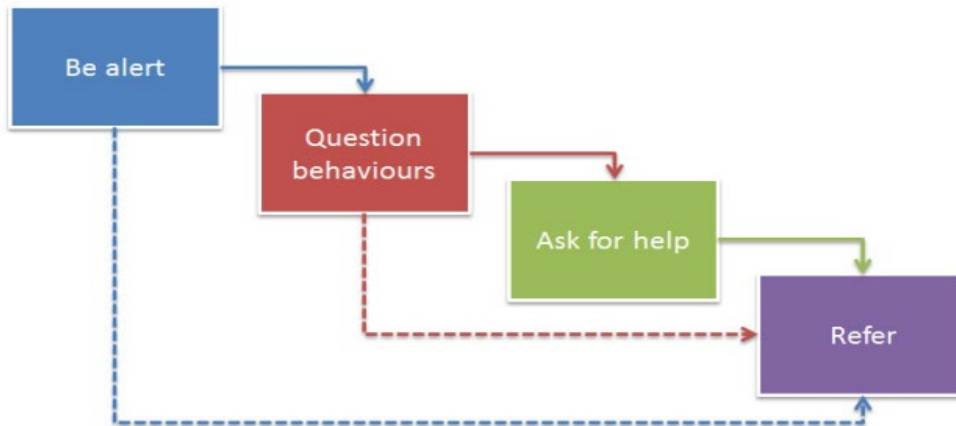 Be alert
Question
behaviours
Ask for help
Refer